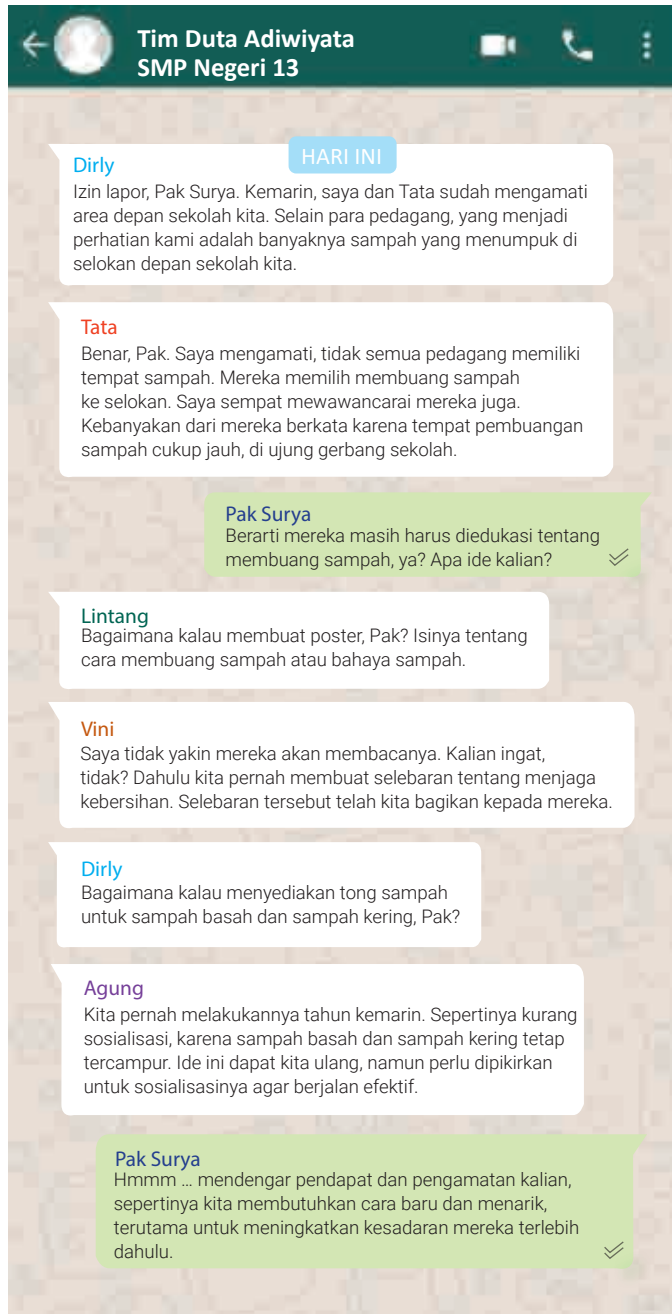 Tim Duta Adiwiyata
SMP Negeri 13
HARI INI
Dirly
Izin lapor, Pak Surya. Kemarin, saya dan Tata sudah mengamati
area depan sekolah kita. Selain para pedagang, yang menjadi
perhatian kami adalah banyaknya sampah yang menumpuk di
selokan depan sekolah kita.
Tata
Benar, Pak. Saya mengamati, tidak semua pedagang memiliki
tempat sampah. Mereka memilih membuang sampah
ke selokan. Saya sempat mewawancarai mereka juga.
Kebanyakan dari mereka berkata karena tempat pembuangan
sampah cukup jauh, di ujung gerbang sekolah.
Pak Surya
Berarti mereka masih harus diedukasi tentang
membuang sampah, ya? Apa ide kalian?
Lintang
Bagaimana kalau membuat poster, Pak? Isinya tentang
cara membuang sampah atau bahaya sampah.
Vini
Saya tidak yakin mereka akan membacanya. Kalian ingat,
tidak? Dahulu kita pernah membuat selebaran tentang menjaga
kebersihan. Selebaran tersebut telah kita bagikan kepada mereka.
Dirly
Bagaimana kalau menyediakan tong sampah
untuk sampah basah dan sampah kering, Pak?
Agung
Kita pernah melakukannya tahun kemarin. Sepertinya kurang
sosialisasi, karena sampah basah dan sampah kering tetap
tercampur. Ide ini dapat kita ulang, namun perlu dipikirkan
untuk sosialisasinya agar berjalan efektif.
Pak Surya
Hmmm ... mendengar pendapat dan pengamatan kalian,
sepertinya kita membutuhkan cara baru dan menarik,
terutama untuk meningkatkan kesadaran mereka terlebih
dahulu.